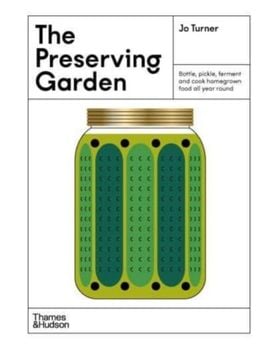 The
Preserving
Garden
Jo Turner
Bottle, pickle, ferment
and cook homegrown
food all year round
Thames
&Hudson